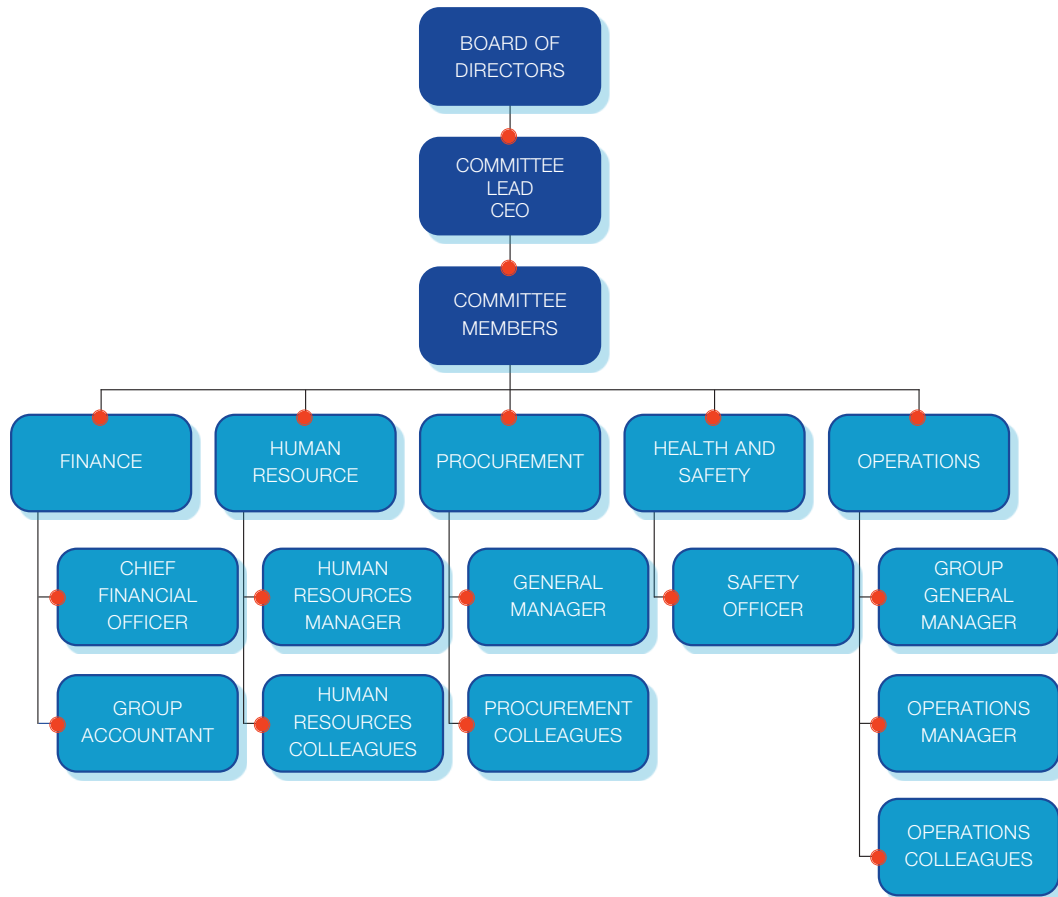 BOARD OF
DIRECTORS
COMMITTEE
LEAD
CEO
COMMITTEE
MEMBERS
FINANCE
HUMAN
RESOURCE
PROCUREMENT
HEALTH AND
SAFETY
OPERATIONS
CHIEF
FINANCIAL
OFFICER
HUMAN
RESOURCES
MANAGER
GENERAL
MANAGER
SAFETY
OFFICER
GROUP
GENERAL
MANAGER
GROUP
ACCOUNTANT
HUMAN
RESOURCES
COLLEAGUES
PROCUREMENT
COLLEAGUES
OPERATIONS
MANAGER
OPERATIONS
COLLEAGUES